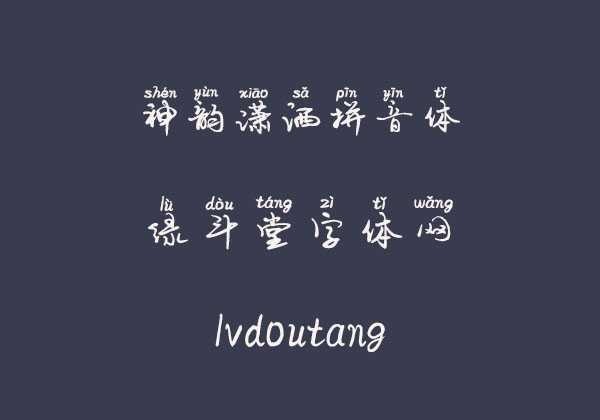 shén yùn xiāo sǎ pīn yīn tǐ
神韵潇洒拼音体
lǜ dòu táng zì tǐ wǎng
绿斗堂字体网
lvdoutang